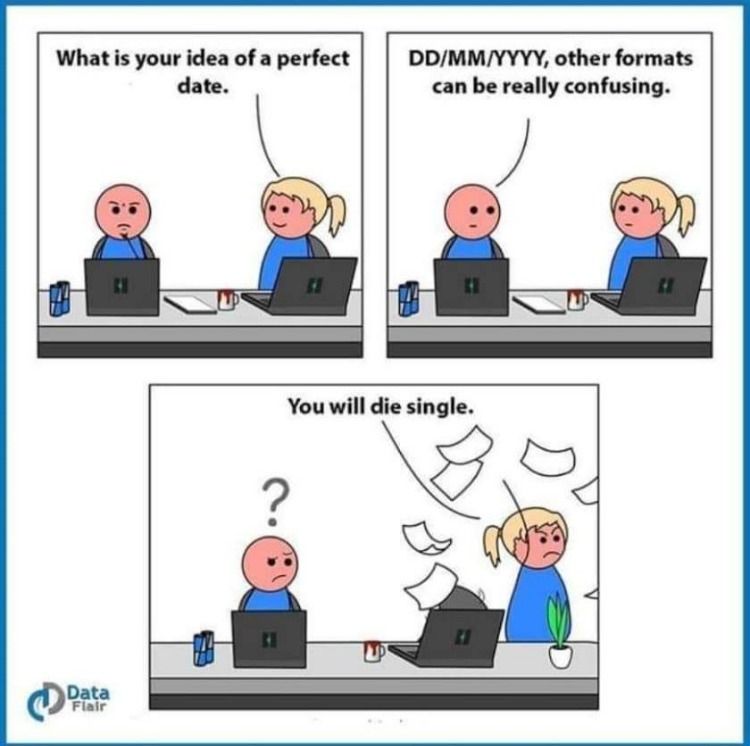 What is your idea of a perfect
date.
DD/MM/YYYY, other formats
can be really confusing.
You will die single.
?
Data
Flair